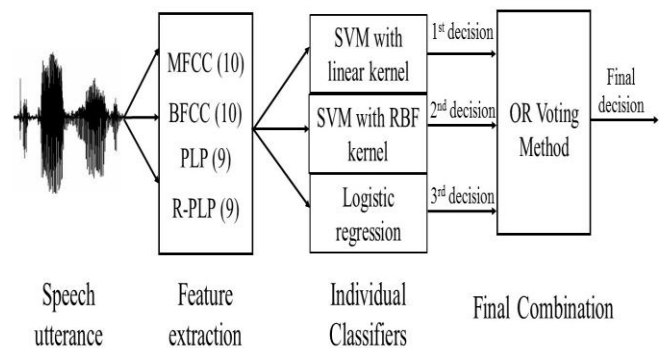 MFCC (10)
BFCC (10)
PLP (9)
R-PLP (9)
SVM with
linear kernel
SVM with RBF
kernel
Logistic
regression
1st decision
2nd decision
3rd decision
OR Voting
Method
Final
decision
Speech
utterance
Feature
extraction
Individual
Classifiers
Final Combination